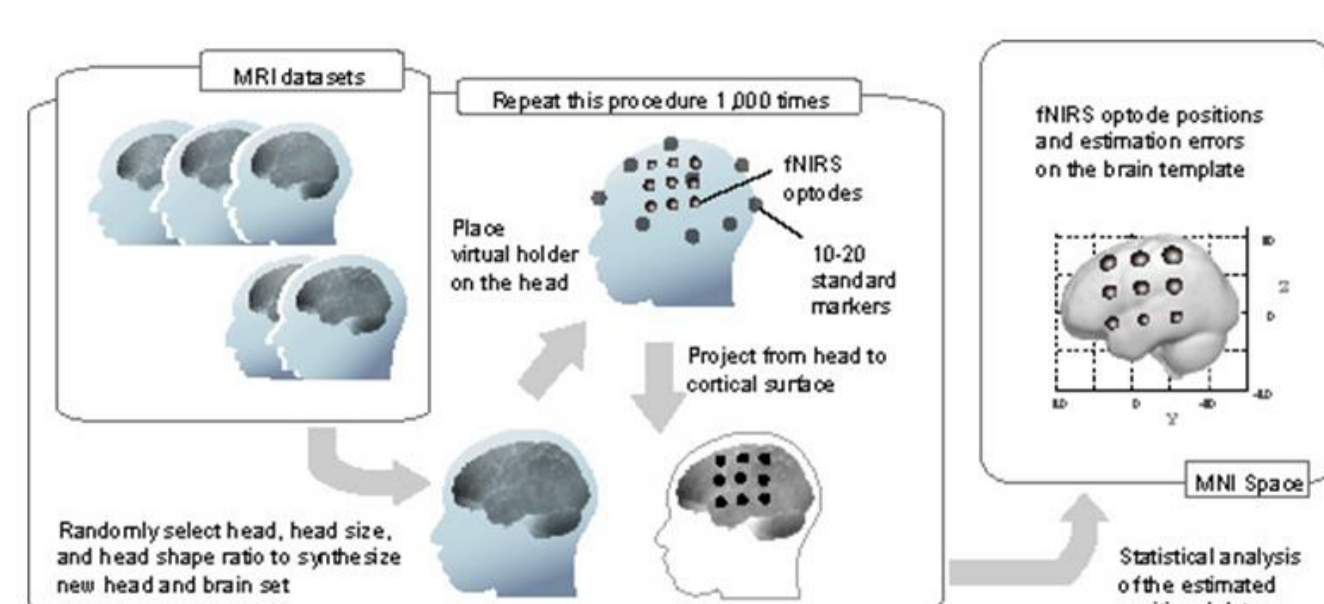 MRI datasets
Repeat this procedure 1,000 times
fNIRS
optodes
Place
virtual holder
on the head
10-20
standard
markers
Project from head to
cortical surface
Randomly select head, head size,
and head shape ratio to synthesize
new head and brain set
fNIRS optode positions
and estimation errors
on the brain template
Z
0
0
Y
MNI Space
Statistical analysis
of the estimated